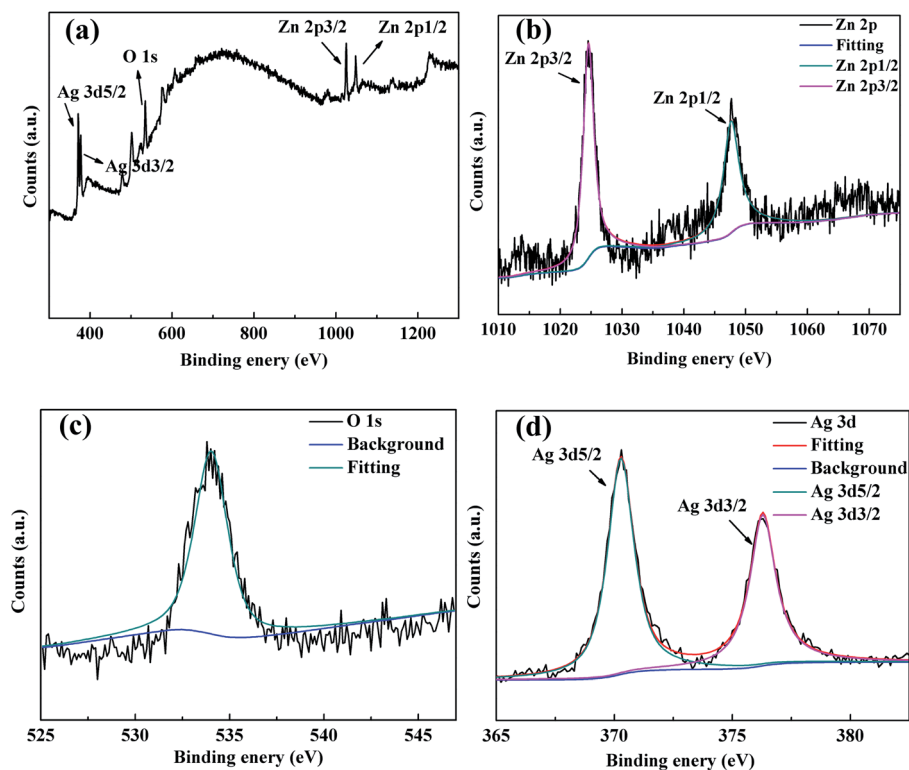 (a)
Zn 2p3/2
Zn 2p1/2
O 1s
Ag 3d5/2
Ag 3d3/2
Counts (a.u.)
400 600 800 1000 1200
Binding enery (eV)
(b)
Zn 2p
Fitting
Zn 2p1/2
Zn 2p3/2
Zn 2p3/2
Zn 2p1/2
Counts (a.u.)
1010 1020 1030 1040 1050 1060 1070
Binding enery (eV)
(c)
O 1s
Background
Fitting
Counts (a.u.)
525 530 535 540 545
Binding enery (eV)
(d)
Ag 3d
Fitting
Background
Ag 3d5/2
Ag 3d3/2
Ag 3d5/2
Ag 3d3/2
Counts (a.u.)
365 370 375 380
Binding enery (eV)